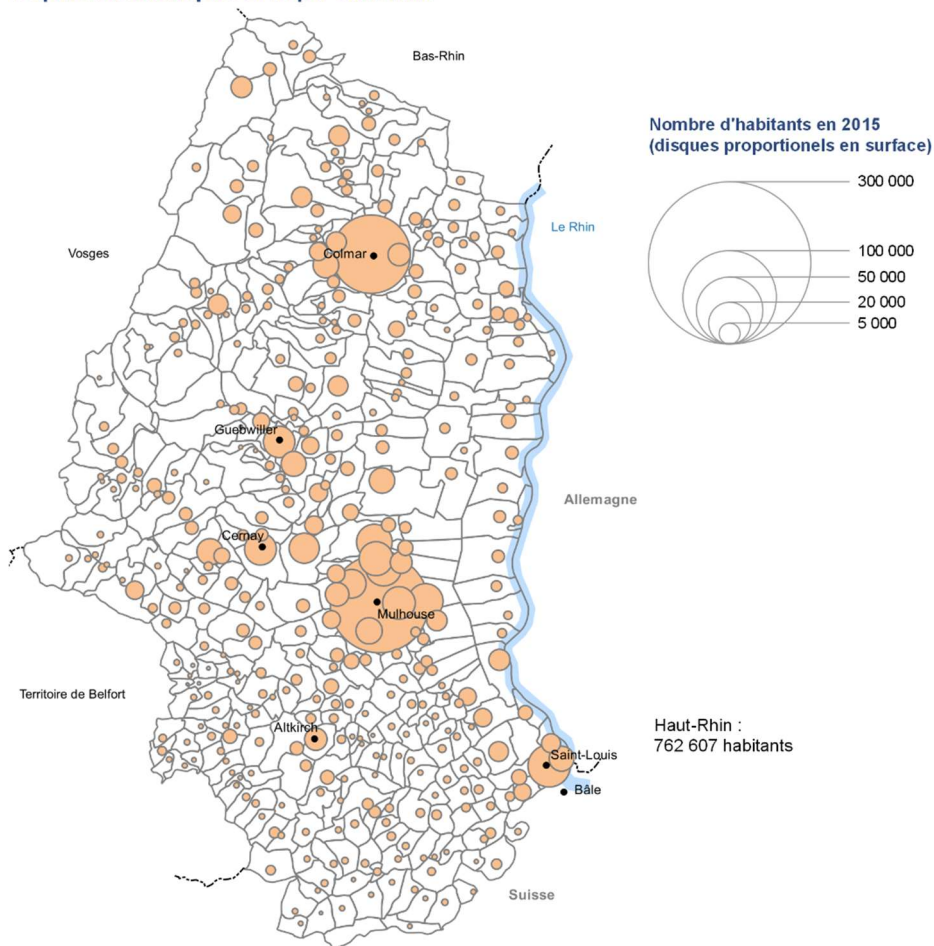 Bas-Rhin
Nombre d'habitants en 2015
(disques proportionels en surface)
300 000
100 000
50 000
20 000
5 000
Le Rhin
Vosges
Colmar
Guebwiller
Allemagne
Cernay
Mulhouse
Territoire de Belfort
Altkirch
Haut-Rhin :
762 607 habitants
Saint-Louis
Bâle
Suisse